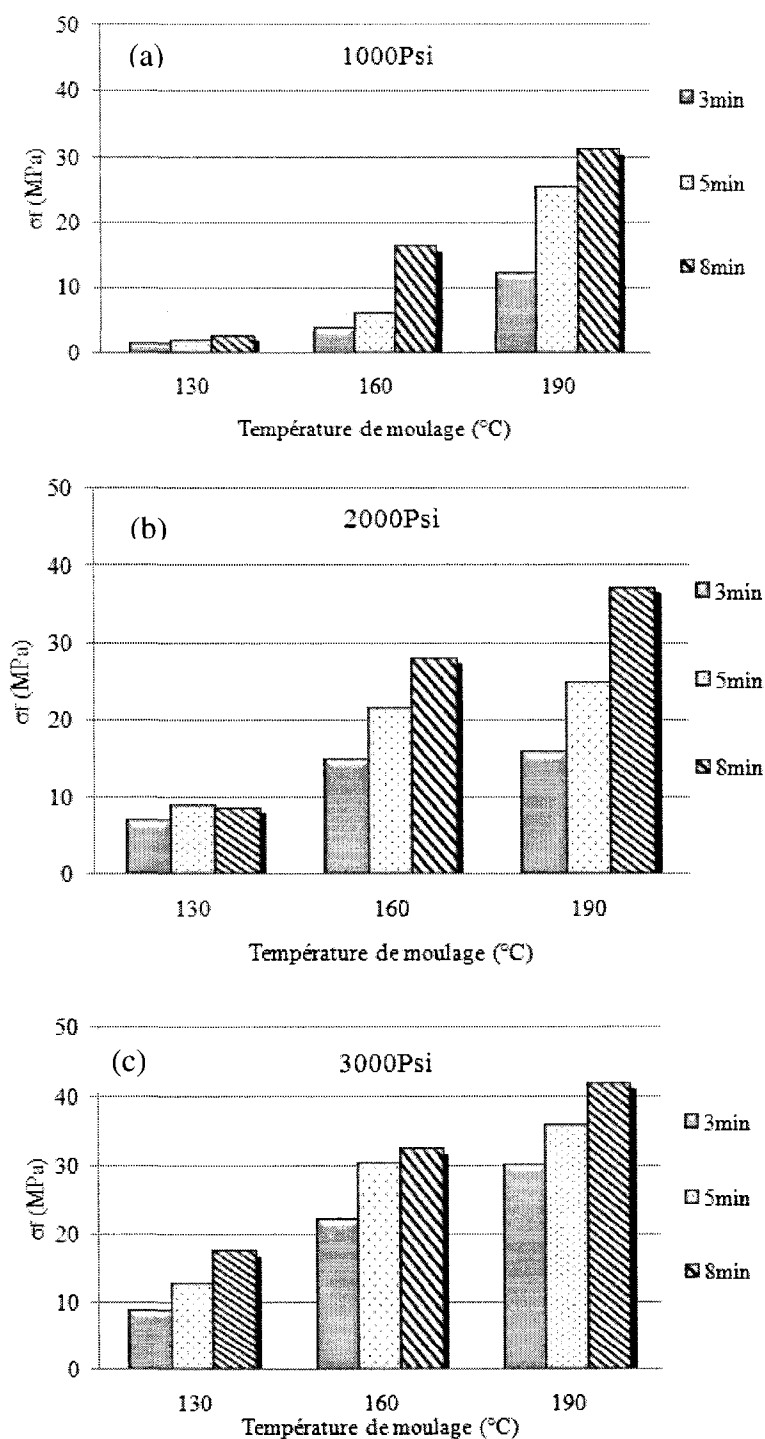 (a)
1000Psi
50
40
30
20
10
0
σr (MPa)
130
160
190
Température de moulage (°C)
3min
5min
8min
(b)
2000Psi
50
40
30
20
10
0
σr (MPa)
130
160
190
Température de moulage (°C)
3min
5min
8min
(c)
3000Psi
50
40
30
20
10
0
σr (MPa)
130
160
190
Température de moulage (°C)
3min
5min
8min